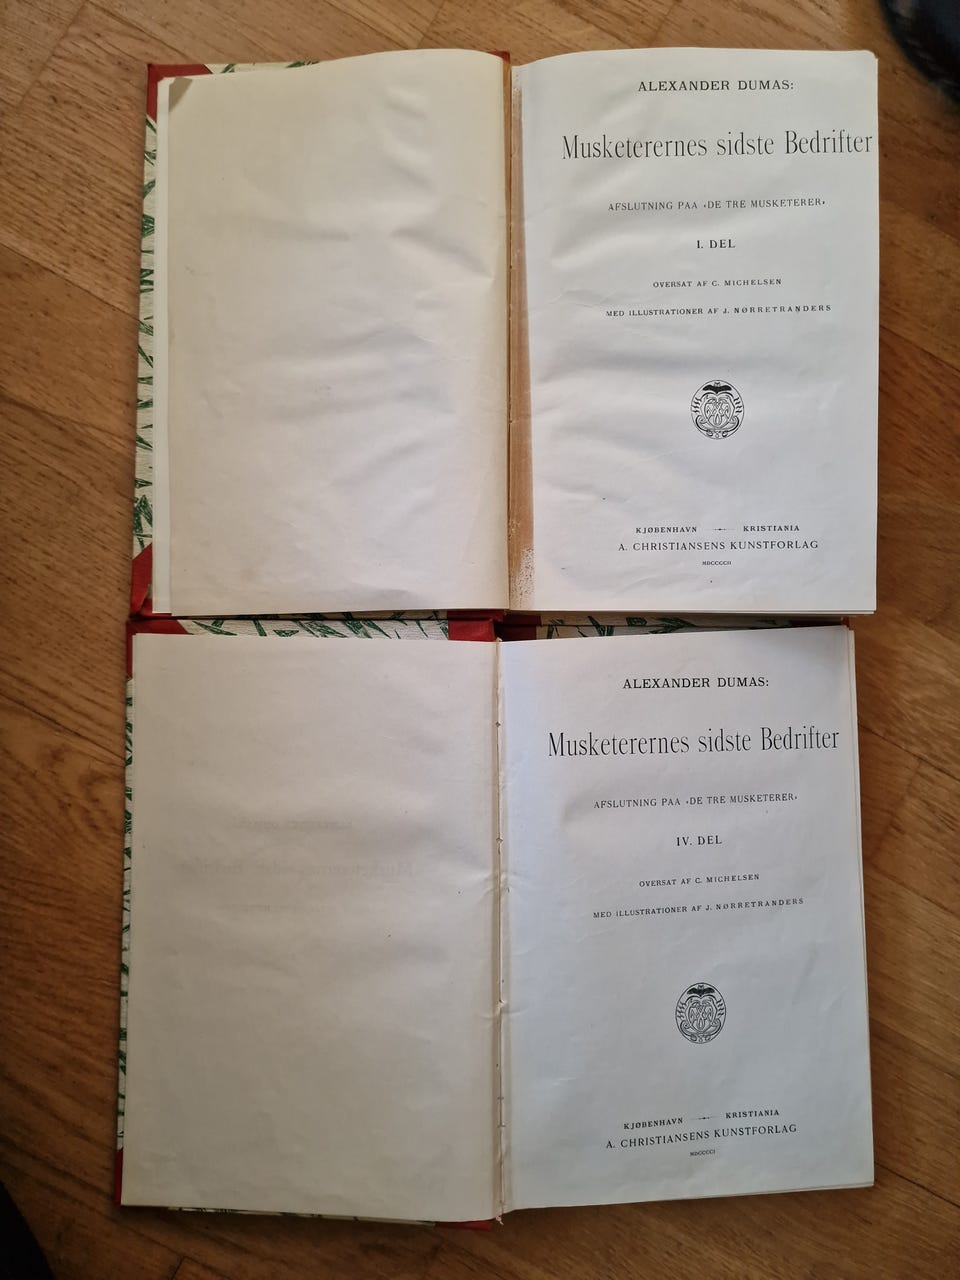 ALEXANDER DUMAS:
Musketerernes sidste Bedrifter
AFSLUTNING PAA «DE TRE MUSKETERER»
I. DEL
OVERSAT AF C. MICHELSEN
MED ILLUSTRATIONER AF J. NØRRETRANDERS
KJØBENHAVN — KRISTIANIA
A. CHRISTIANSENS KUNSTFORLAG
MDCCCCII
ALEXANDER DUMAS:
Musketerernes sidste Bedrifter
AFSLUTNING PAA «DE TRE MUSKETERER»
IV. DEL
OVERSAT AF C. MICHELSEN
MED ILLUSTRATIONER AF J. NØRRETRANDERS
KJØBENHAVN — KRISTIANIA
A. CHRISTIANSENS KUNSTFORLAG
MDCCCCI